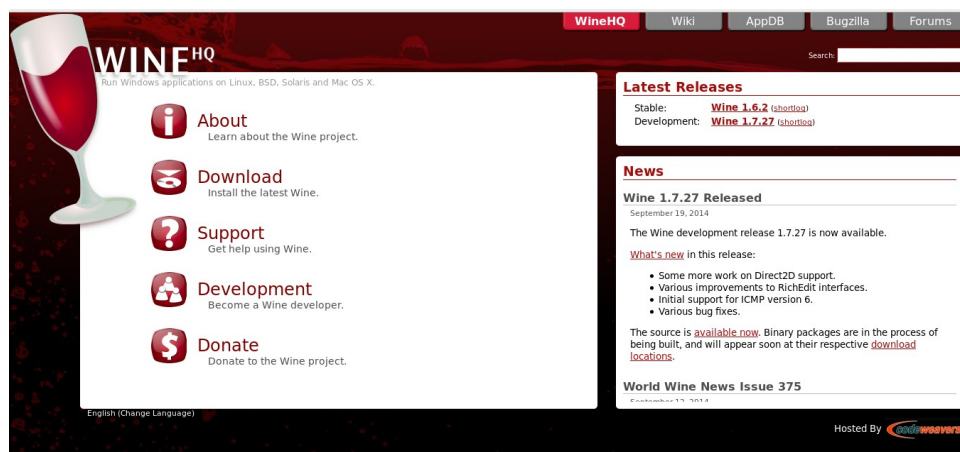 WineHQ
Wiki
AppDB
Bugzilla
Forums
WINE HQ
Search:
Run Windows applications on Linux, BSD, Solaris and Mac OS X.
About
Learn about the Wine project.
Download
Install the latest Wine.
Support
Get help using Wine.
Development
Become a Wine developer.
Donate
Donate to the Wine project.
English (Change Language)
Latest Releases
Stable: Wine 1.6.2 (shortlog)
Development: Wine 1.7.27 (shortlog)
News
Wine 1.7.27 Released
September 19, 2014
The Wine development release 1.7.27 is now available.
What's new in this release:
• Some more work on Direct2D support.
• Various improvements to RichEdit interfaces.
• Initial support for ICMP version 6.
• Various bug fixes.
The source is available now. Binary packages are in the process of
being built, and will appear soon at their respective download
locations.
World Wine News Issue 375
September 12, 2014
Hosted By codeweavers